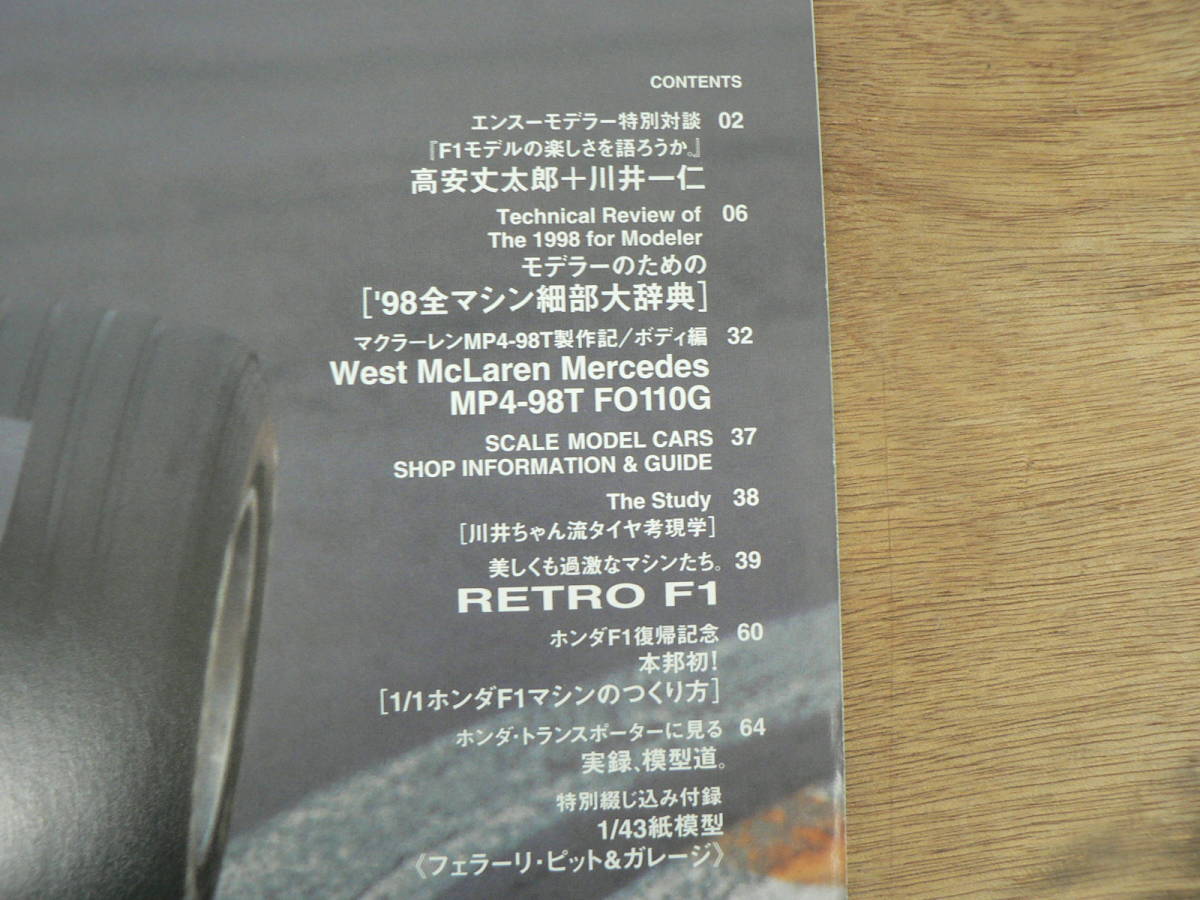 CONTENTS
エンスーモデラー特別対談 02
『F1モデルの楽しさを語ろうか。』
高安丈太郎＋川井一仁
Technical Review of 06
The 1998 for Modeler
モデラーのための
['98全マシン細部大辞典]
マクラーレンMP4-98T製作記/ボディ編 32
West McLaren Mercedes
MP4-98T FO110G
SCALE MODEL CARS 37
SHOP INFORMATION & GUIDE
The Study 38
[川井ちゃん流タイヤ考現学]
美しくも過激なマシンたち。 39
RETRO F1
ホンダF1復帰記念 60
本邦初!
[1/1ホンダF1マシンのつくり方]
ホンダ・トランスポーターに見る 64
実録、模型道。
特別綴じ込み付録
1/43紙模型
《フェラーリ・ピット&ガレージ》